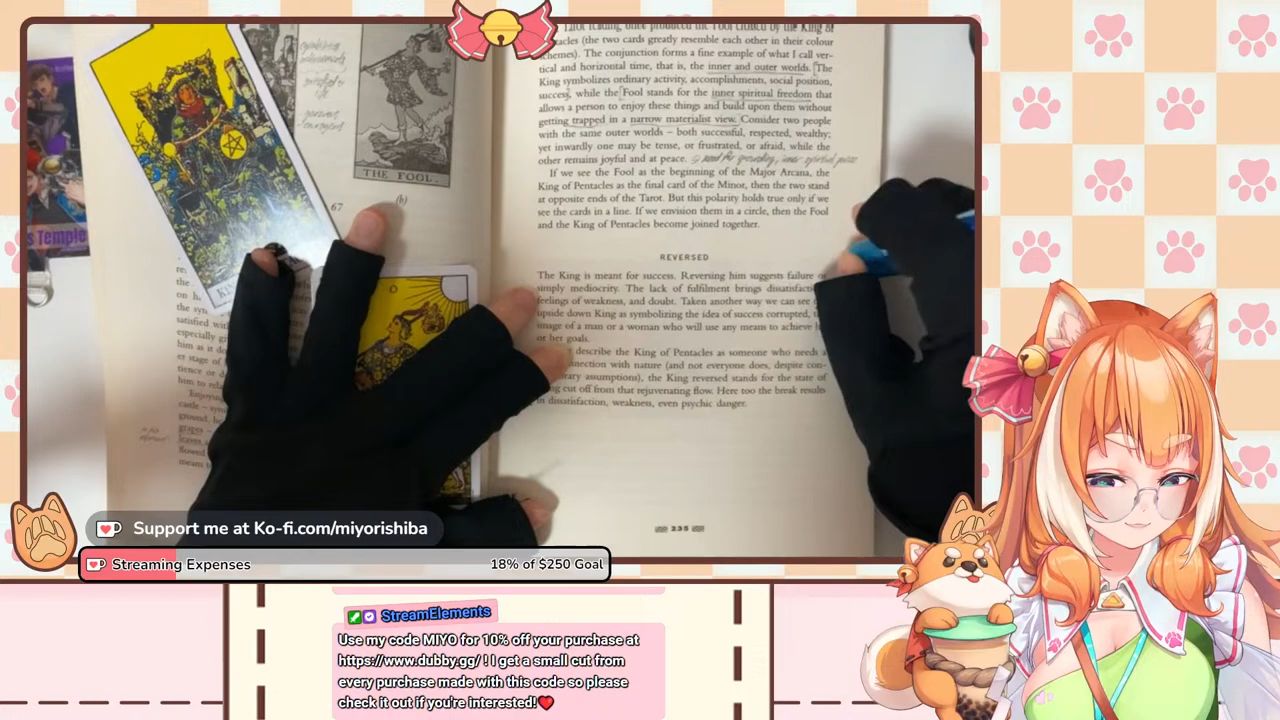 THE FOOL.
67
(b)
Tarot reading once produced the Fool crossed by the King of
tacles (the two cards greatly resemble each other in their colour
schemes). The conjunction forms a fine example of what I call ver-
tical and horizontal time, that is, the inner and outer worlds. The
King symbolizes ordinary activity, accomplishments, social position,
success, while the Fool stands for the inner spiritual freedom that
allows a person to enjoy these things and build upon them without
getting trapped in a narrow materialist view. Consider two people
with the same outer worlds – both successful, respected, wealthy;
yet inwardly one may be tense, or frustrated, or afraid, while the
other remains joyful and at peace.
If we see the Fool as the beginning of the Major Arcana, the
King of Pentacles as the final card of the Minor, then the two stand
at opposite ends of the Tarot. But this polarity holds true only if we
see the cards in a line. If we envision them in a circle, then the Fool
and the King of Pentacles become joined together.
REVERSED
The King is meant for success. Reversing him suggests failure or
simply mediocrity. The lack of fulfilment brings dissatisfaction
feelings of weakness, and doubt. Taken another way we can see
upside down King as symbolizing the idea of success corrupted,
image of a man or a woman who will use any means to achieve
or her goals.
describe the King of Pentacles as someone who needs a
nnection with nature (and not everyone does, despite con-
ary assumptions), the King reversed stands for the state of
ing cut off from that rejuvenating flow. Here too the break results
in dissatisfaction, weakness, even psychic danger.
235
s Temple
Support me at Ko-fi.com/miyorishiba
Streaming Expenses 18% of $250 Goal
StreamElements
Use my code MIYO for 10% off your purchase at
https://www.dubby.gg/ ! I get a small cut from
every purchase made with this code so please
check it out if you're interested!❤️